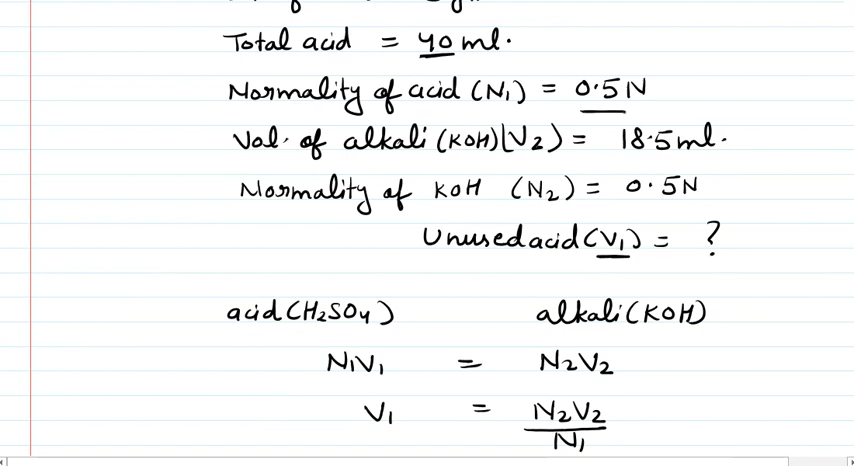 Total acid = 40 ml.
Normality of acid (N1) = 0.5 N
Vol. of alkali (KOH) (V2) = 18.5 ml.
Normality of KOH (N2) = 0.5 N
Unused acid (V1) = ?
acid (H2SO4) alkali (KOH)
N1V1 = N2V2
V1 = N2V2
N1